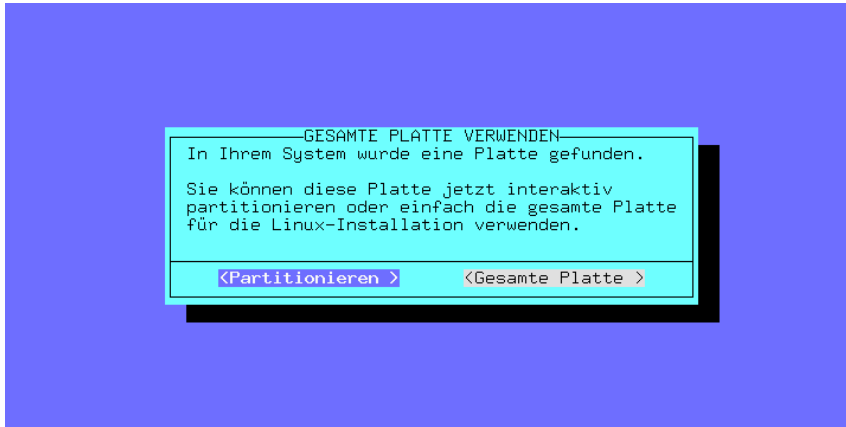 GESAMTE PLATTE VERWENDEN
In Ihrem System wurde eine Platte gefunden.
Sie können diese Platte jetzt interaktiv
partitionieren oder einfach die gesamte Platte
für die Linux-Installation verwenden.
<Partitionieren > <Gesamte Platte >